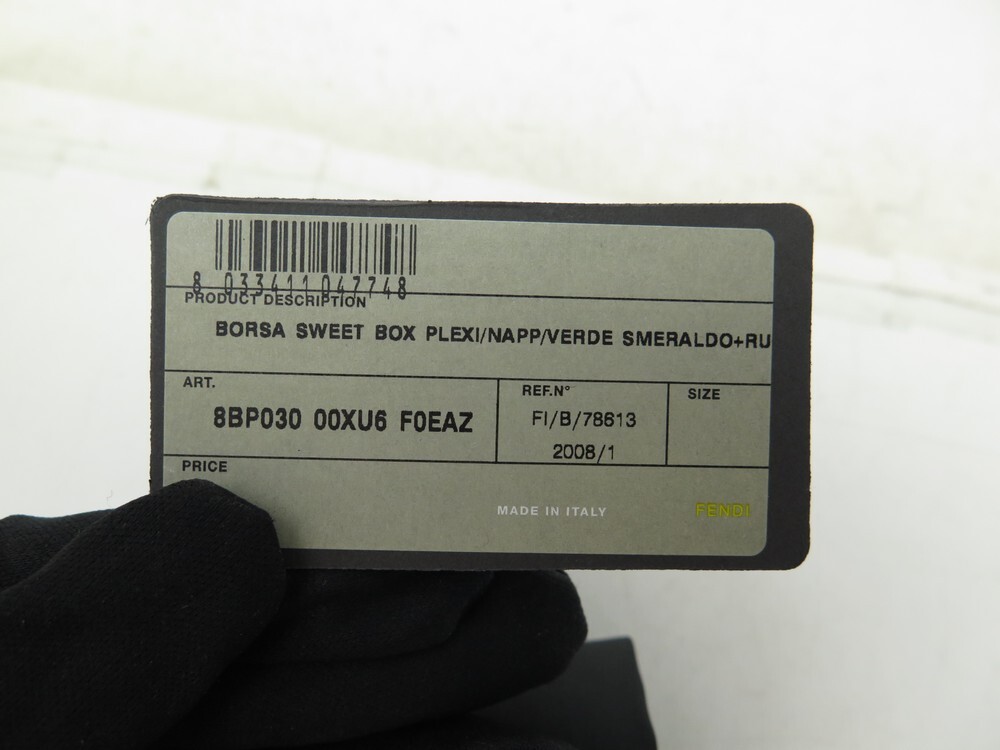 8 033411 047748
PRODUCT DESCRIPTION
BORSA SWEET BOX PLEXI/NAPP/VERDE SMERALDO+RU
ART.
8BP030 00XU6 F0EAZ
REF.N°
FI/B/78613
2008/1
SIZE
PRICE
MADE IN ITALY
FENDI